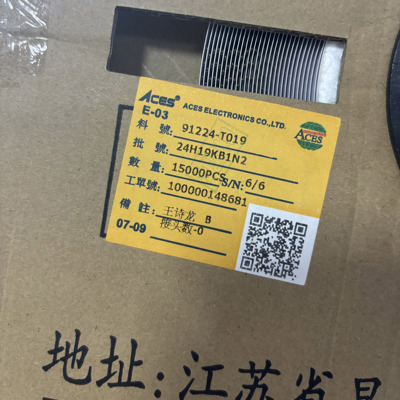 ACES® ACES ELECTRONICS CO.,LTD.
E-03
ACES
料 號: 91224-T019
批 號: 24H19KB1N2
數 量: 15000PCS S/N: 6/6
工單號: 100000148681
備 註: 王诗龙 B
接头数-0
07-09
地址:江苏省昆